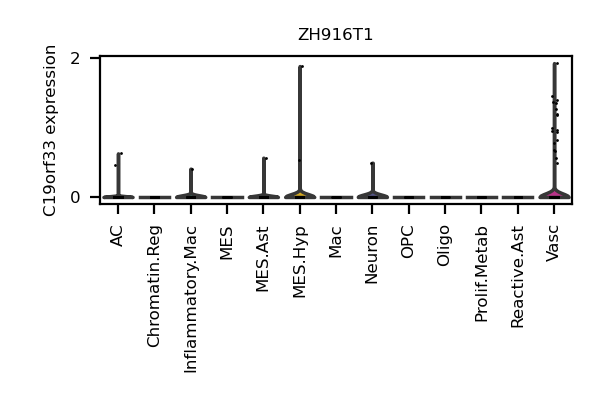 ZH916T1
C19orf33 expression
2
0
AC
Chromatin.Reg
Inflammatory.Mac
MES
MES.Ast
MES.Hyp
Mac
Neuron
OPC
Oligo
Prolif.Metab
Reactive.Ast
Vasc